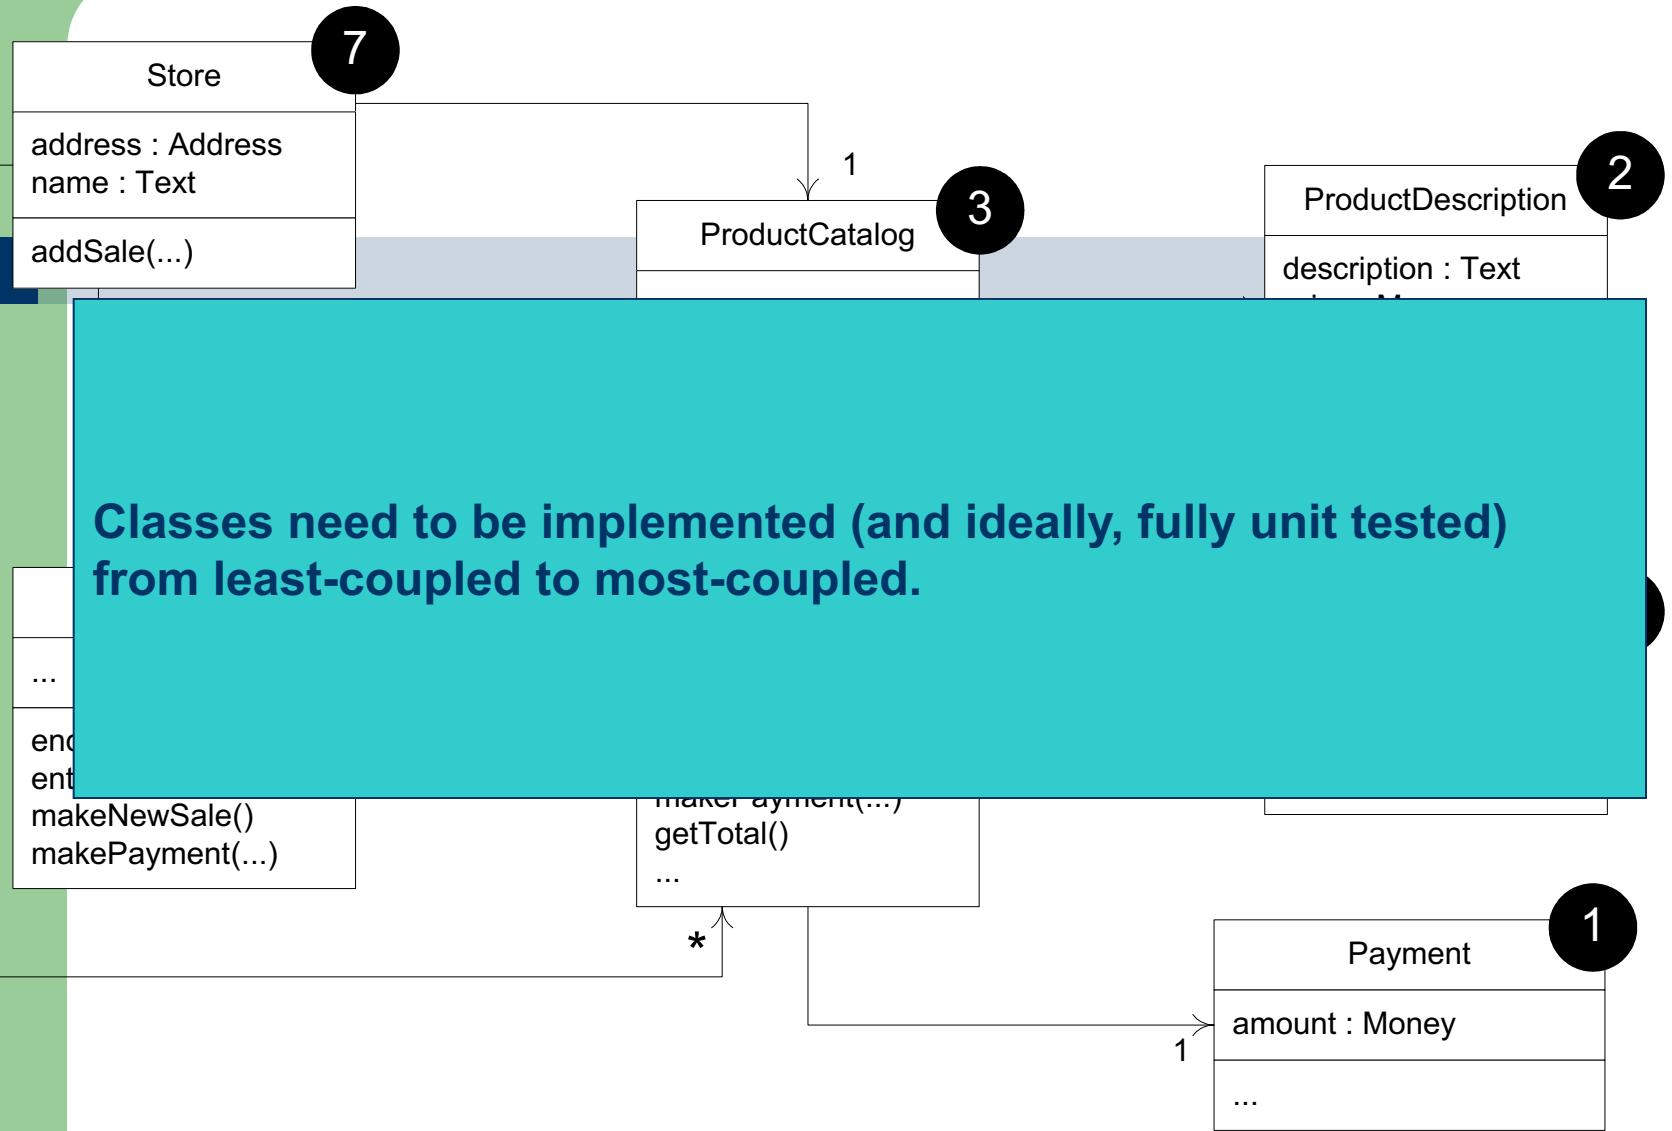 7
Store
address : Address
name : Text
addSale(...)
1
3
ProductCatalog
2
ProductDescription
description : Text
Classes need to be implemented (and ideally, fully unit tested)
from least-coupled to most-coupled.
...
makeNewSale()
makePayment(...)
makePayment(...)
getTotal()
...
*
1
1
Payment
amount : Money
...